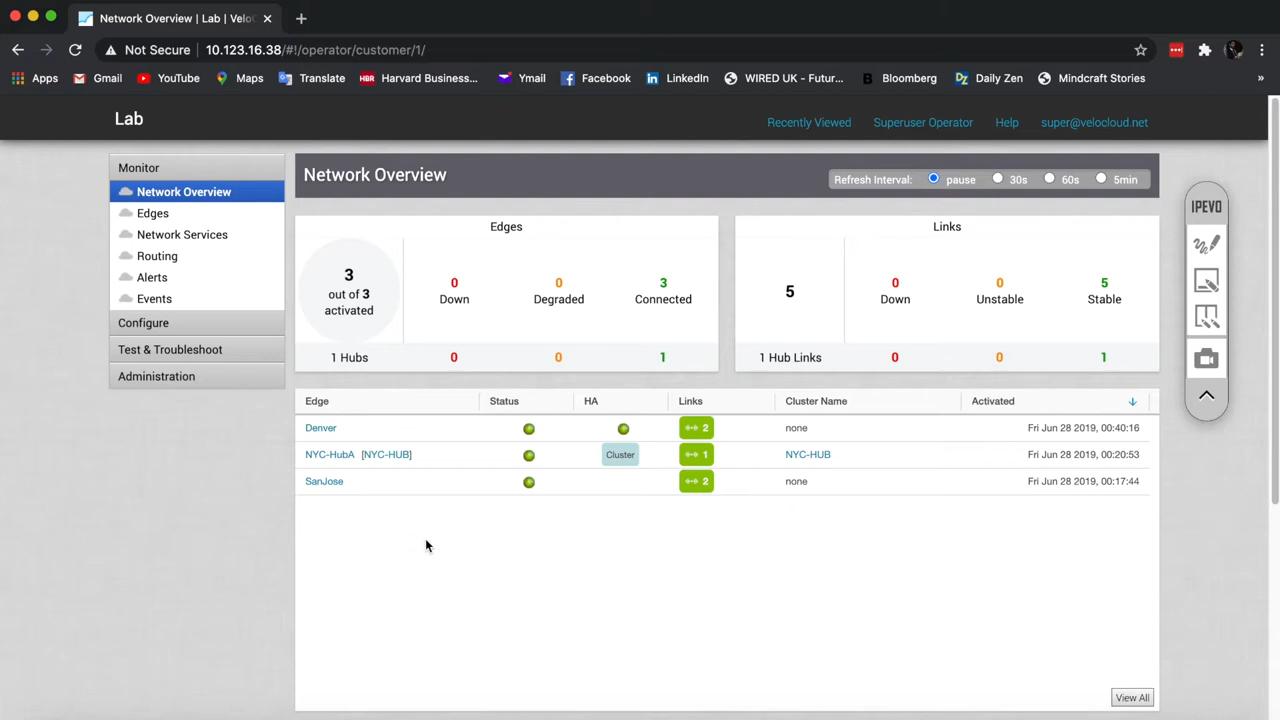 Network Overview | Lab | Velo
Not Secure 10.123.16.38/#!/operator/customer/1/
Apps Gmail YouTube Maps Translate HBR Harvard Business... Ymail Facebook LinkedIn WIRED UK - Futur... B Bloomberg DZ Daily Zen Mindcraft Stories »
Lab
Recently Viewed Superuser Operator Help super@velocloud.net
Monitor
Network Overview
Edges
Network Services
Routing
Alerts
Events
Configure
Test & Troubleshoot
Administration
Network Overview
Refresh Interval: pause 30s 60s 5min
Edges
3
out of 3
activated
0 Down
0 Degraded
3 Connected
1 Hubs 0 0 1
Links
5
0 Down
0 Unstable
5 Stable
1 Hub Links 0 0 1
Edge Status HA Links Cluster Name Activated
Denver 2 none Fri Jun 28 2019, 00:40:16
NYC-HubA [NYC-HUB] Cluster 1 NYC-HUB Fri Jun 28 2019, 00:20:53
SanJose 2 none Fri Jun 28 2019, 00:17:44
View All
IPEVO